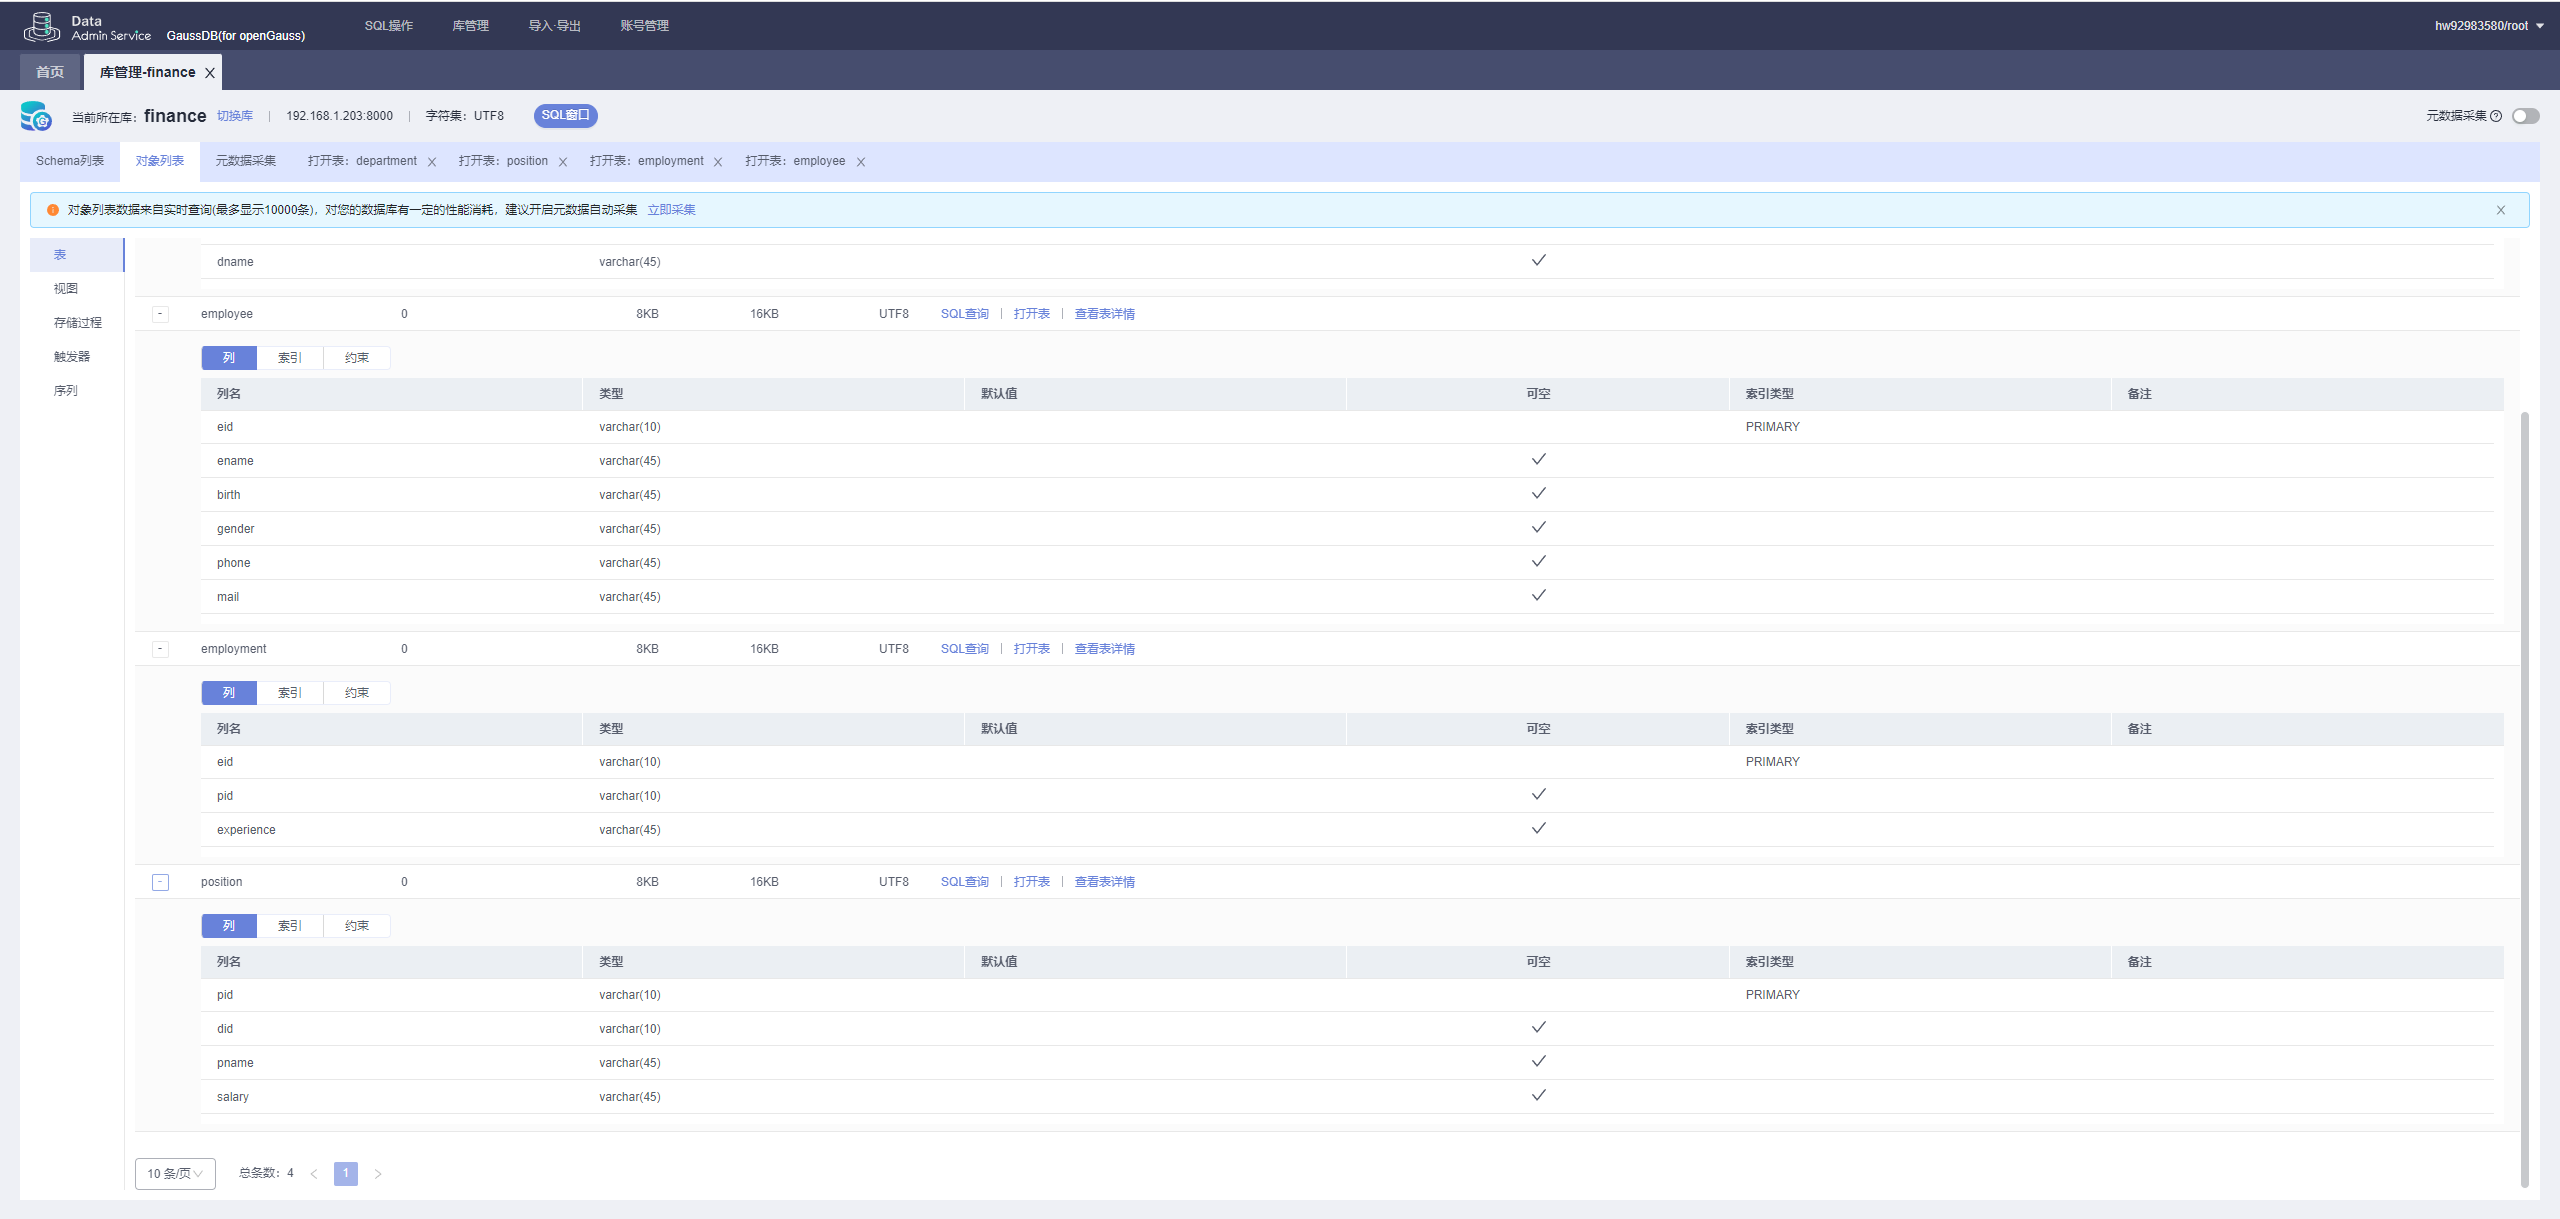 Data
Admin Service GaussDB(for openGauss) SQL操作 库管理 导入·导出 账号管理 hw92983580/root
首页 库管理-finance
当前所在库: finance 切换库 | 192.168.1.203:8000 | 字符集: UTF8 SQL窗口 元数据采集
Schema列表 对象列表 元数据采集 打开表: department 打开表: position 打开表: employment 打开表: employee
对象列表数据来自实时查询(最多显示10000条), 对您的数据库有一定的性能消耗, 建议开启元数据自动采集 立即采集
表
视图
存储过程
触发器
序列
dname varchar(45)
employee 0 8KB 16KB UTF8 SQL查询 | 打开表 | 查看表详情
列 索引 约束
列名 类型 默认值 可空 索引类型 备注
eid varchar(10) PRIMARY
ename varchar(45)
birth varchar(45)
gender varchar(45)
phone varchar(45)
mail varchar(45)
employment 0 8KB 16KB UTF8 SQL查询 | 打开表 | 查看表详情
列 索引 约束
列名 类型 默认值 可空 索引类型 备注
eid varchar(10) PRIMARY
pid varchar(10)
experience varchar(45)
position 0 8KB 16KB UTF8 SQL查询 | 打开表 | 查看表详情
列 索引 约束
列名 类型 默认值 可空 索引类型 备注
pid varchar(10) PRIMARY
did varchar(10)
pname varchar(45)
salary varchar(45)
10 条/页 总条数: 4 < 1 >